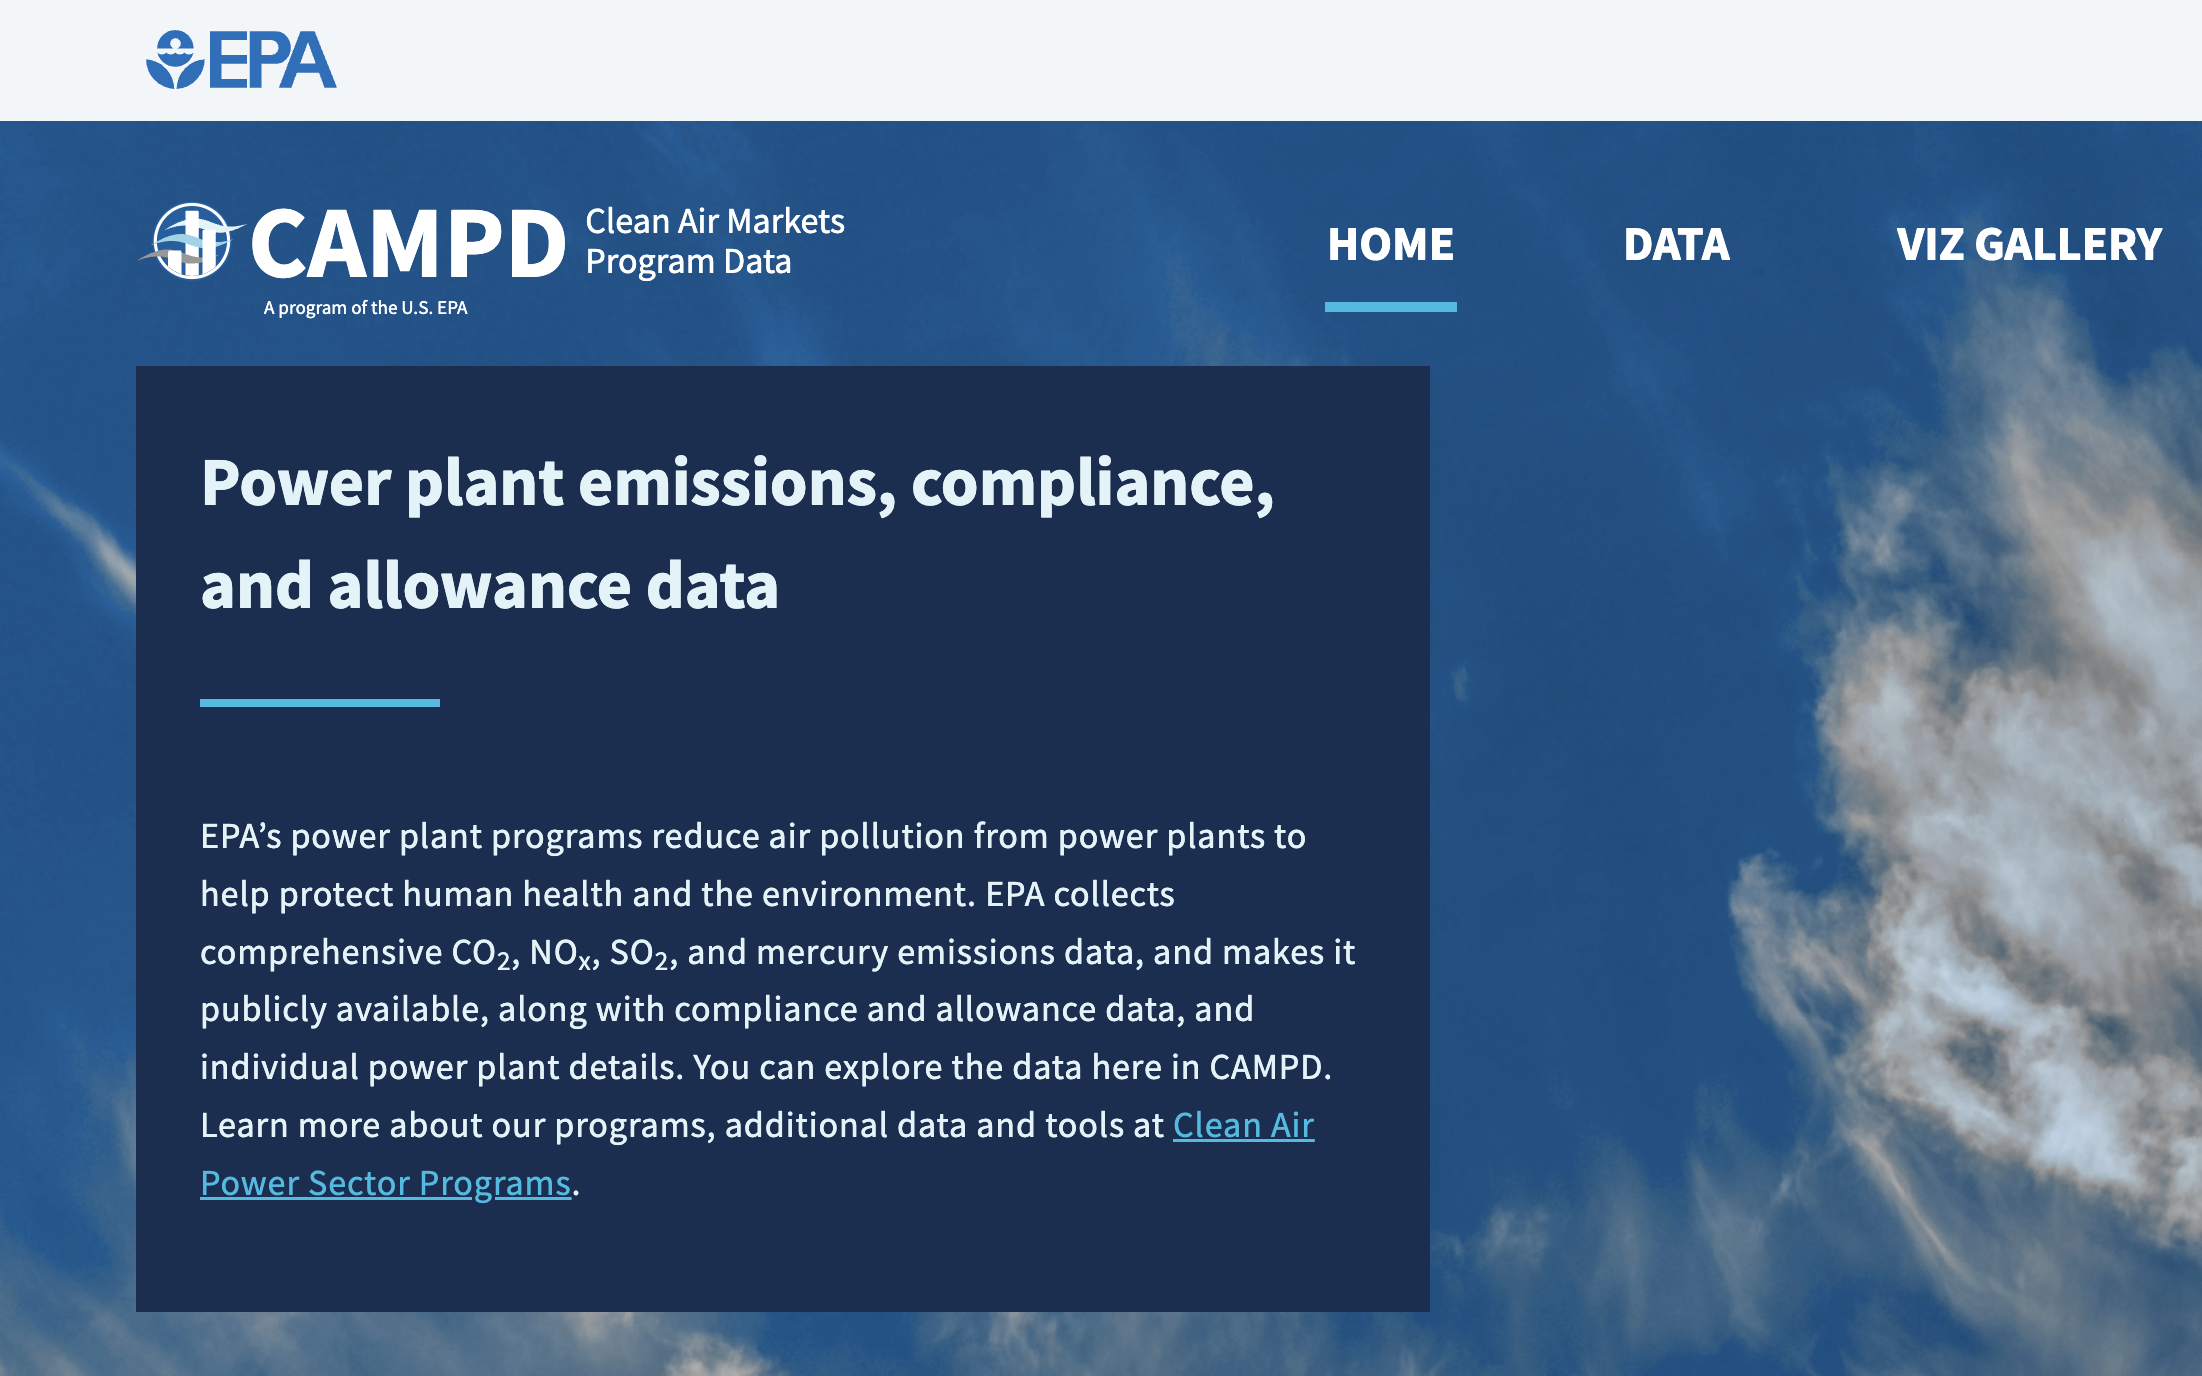 EPA
CAMPD
Clean Air Markets
Program Data
A program of the U.S. EPA
HOME
DATA
VIZ GALLERY
Power plant emissions, compliance,
and allowance data
EPA’s power plant programs reduce air pollution from power plants to
help protect human health and the environment. EPA collects
comprehensive CO₂, NOₓ, SO₂, and mercury emissions data, and makes it
publicly available, along with compliance and allowance data, and
individual power plant details. You can explore the data here in CAMPD.
Learn more about our programs, additional data and tools at Clean Air
Power Sector Programs.